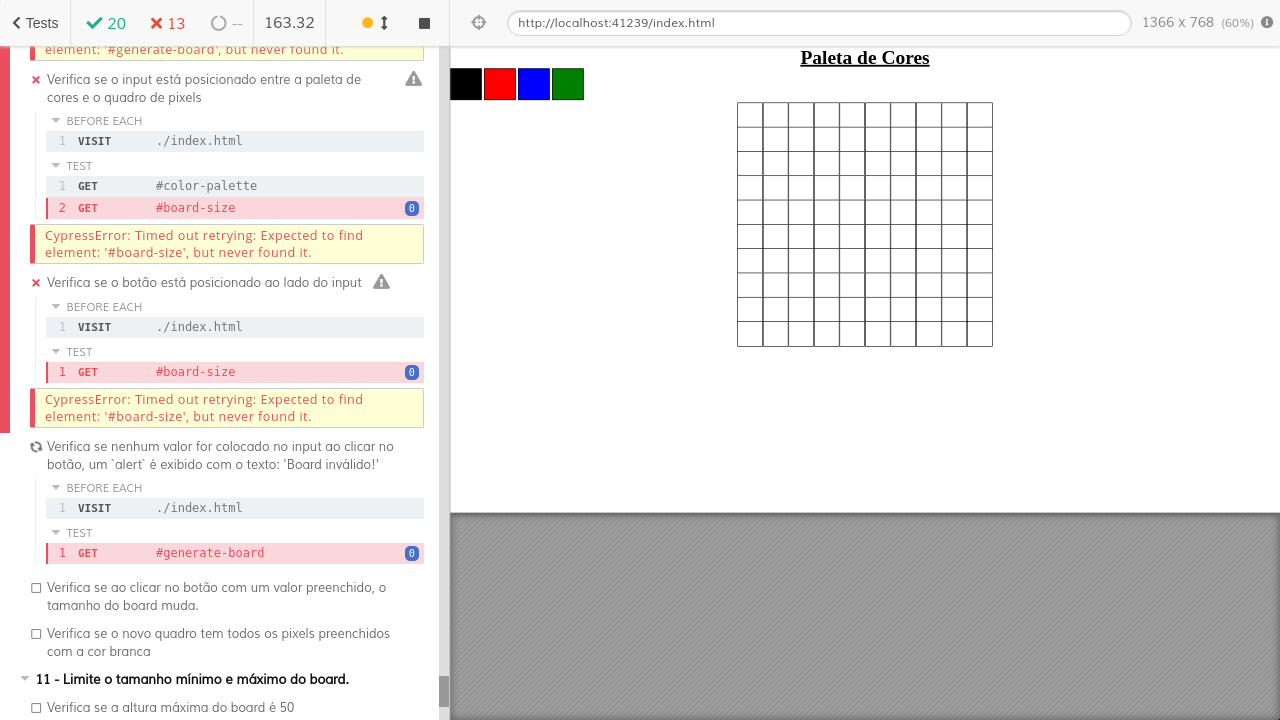 Tests 20 13 -- 163.32
http://localhost:41239/index.html 1366 x 768 (60%)
element: '#generate-board', but never found it.
Verifica se o input está posicionado entre a paleta de
cores e o quadro de pixels
BEFORE EACH
1 VISIT ./index.html
TEST
1 GET #color-palette
2 GET #board-size 0
CypressError: Timed out retrying: Expected to find
element: '#board-size', but never found it.
Verifica se o botão está posicionado ao lado do input
BEFORE EACH
1 VISIT ./index.html
TEST
1 GET #board-size 0
CypressError: Timed out retrying: Expected to find
element: '#board-size', but never found it.
Verifica se nenhum valor for colocado no input ao clicar no
botão, um `alert` é exibido com o texto: 'Board inválido!'
BEFORE EACH
1 VISIT ./index.html
TEST
1 GET #generate-board 0
Verifica se ao clicar no botão com um valor preenchido, o
tamanho do board muda.
Verifica se o novo quadro tem todos os pixels preenchidos
com a cor branca
11 - Limite o tamanho mínimo e máximo do board.
Verifica se a altura máxima do board é 50
Paleta de Cores